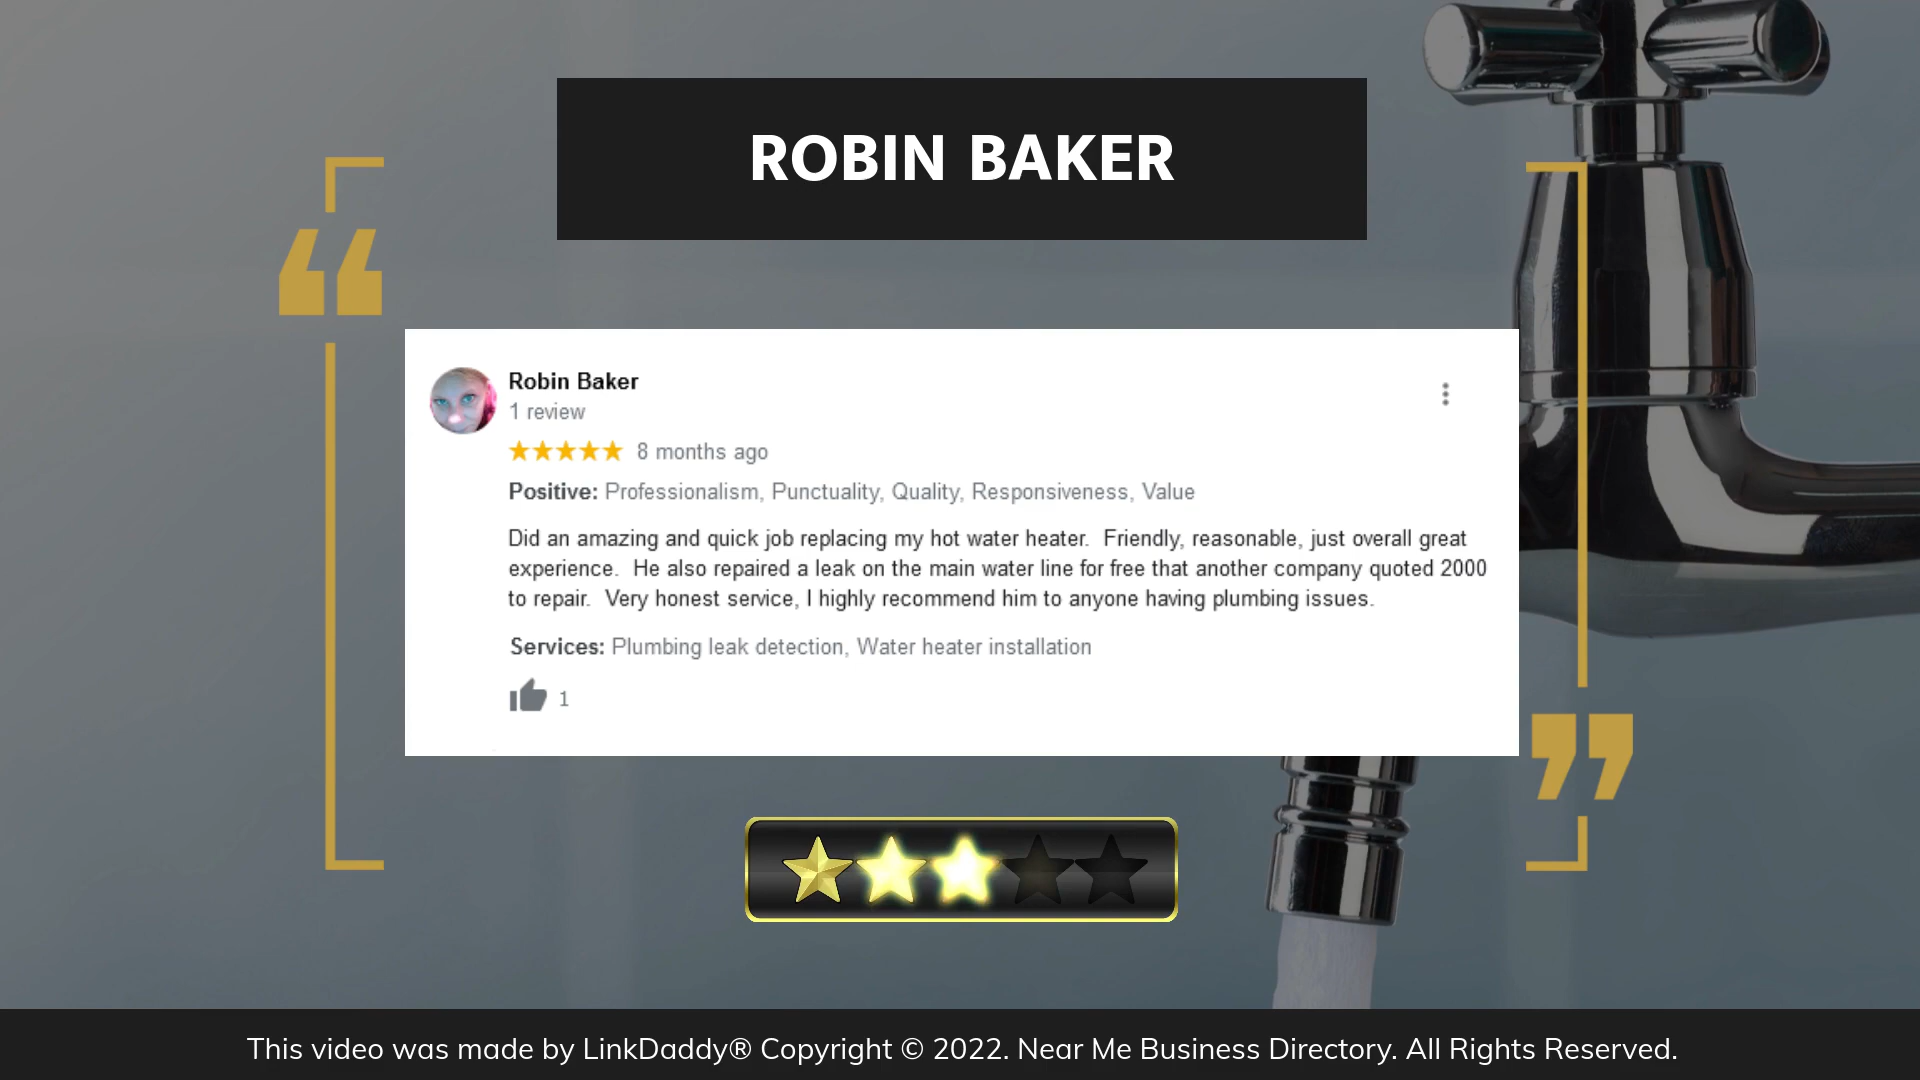 ROBIN BAKER
Robin Baker
1 review
8 months ago
Positive: Professionalism, Punctuality, Quality, Responsiveness, Value
Did an amazing and quick job replacing my hot water heater.  Friendly, reasonable, just overall great
experience.  He also repaired a leak on the main water line for free that another company quoted 2000
to repair.  Very honest service, I highly recommend him to anyone having plumbing issues.
Services: Plumbing leak detection, Water heater installation
1
This video was made by LinkDaddy® Copyright © 2022. Near Me Business Directory. All Rights Reserved.